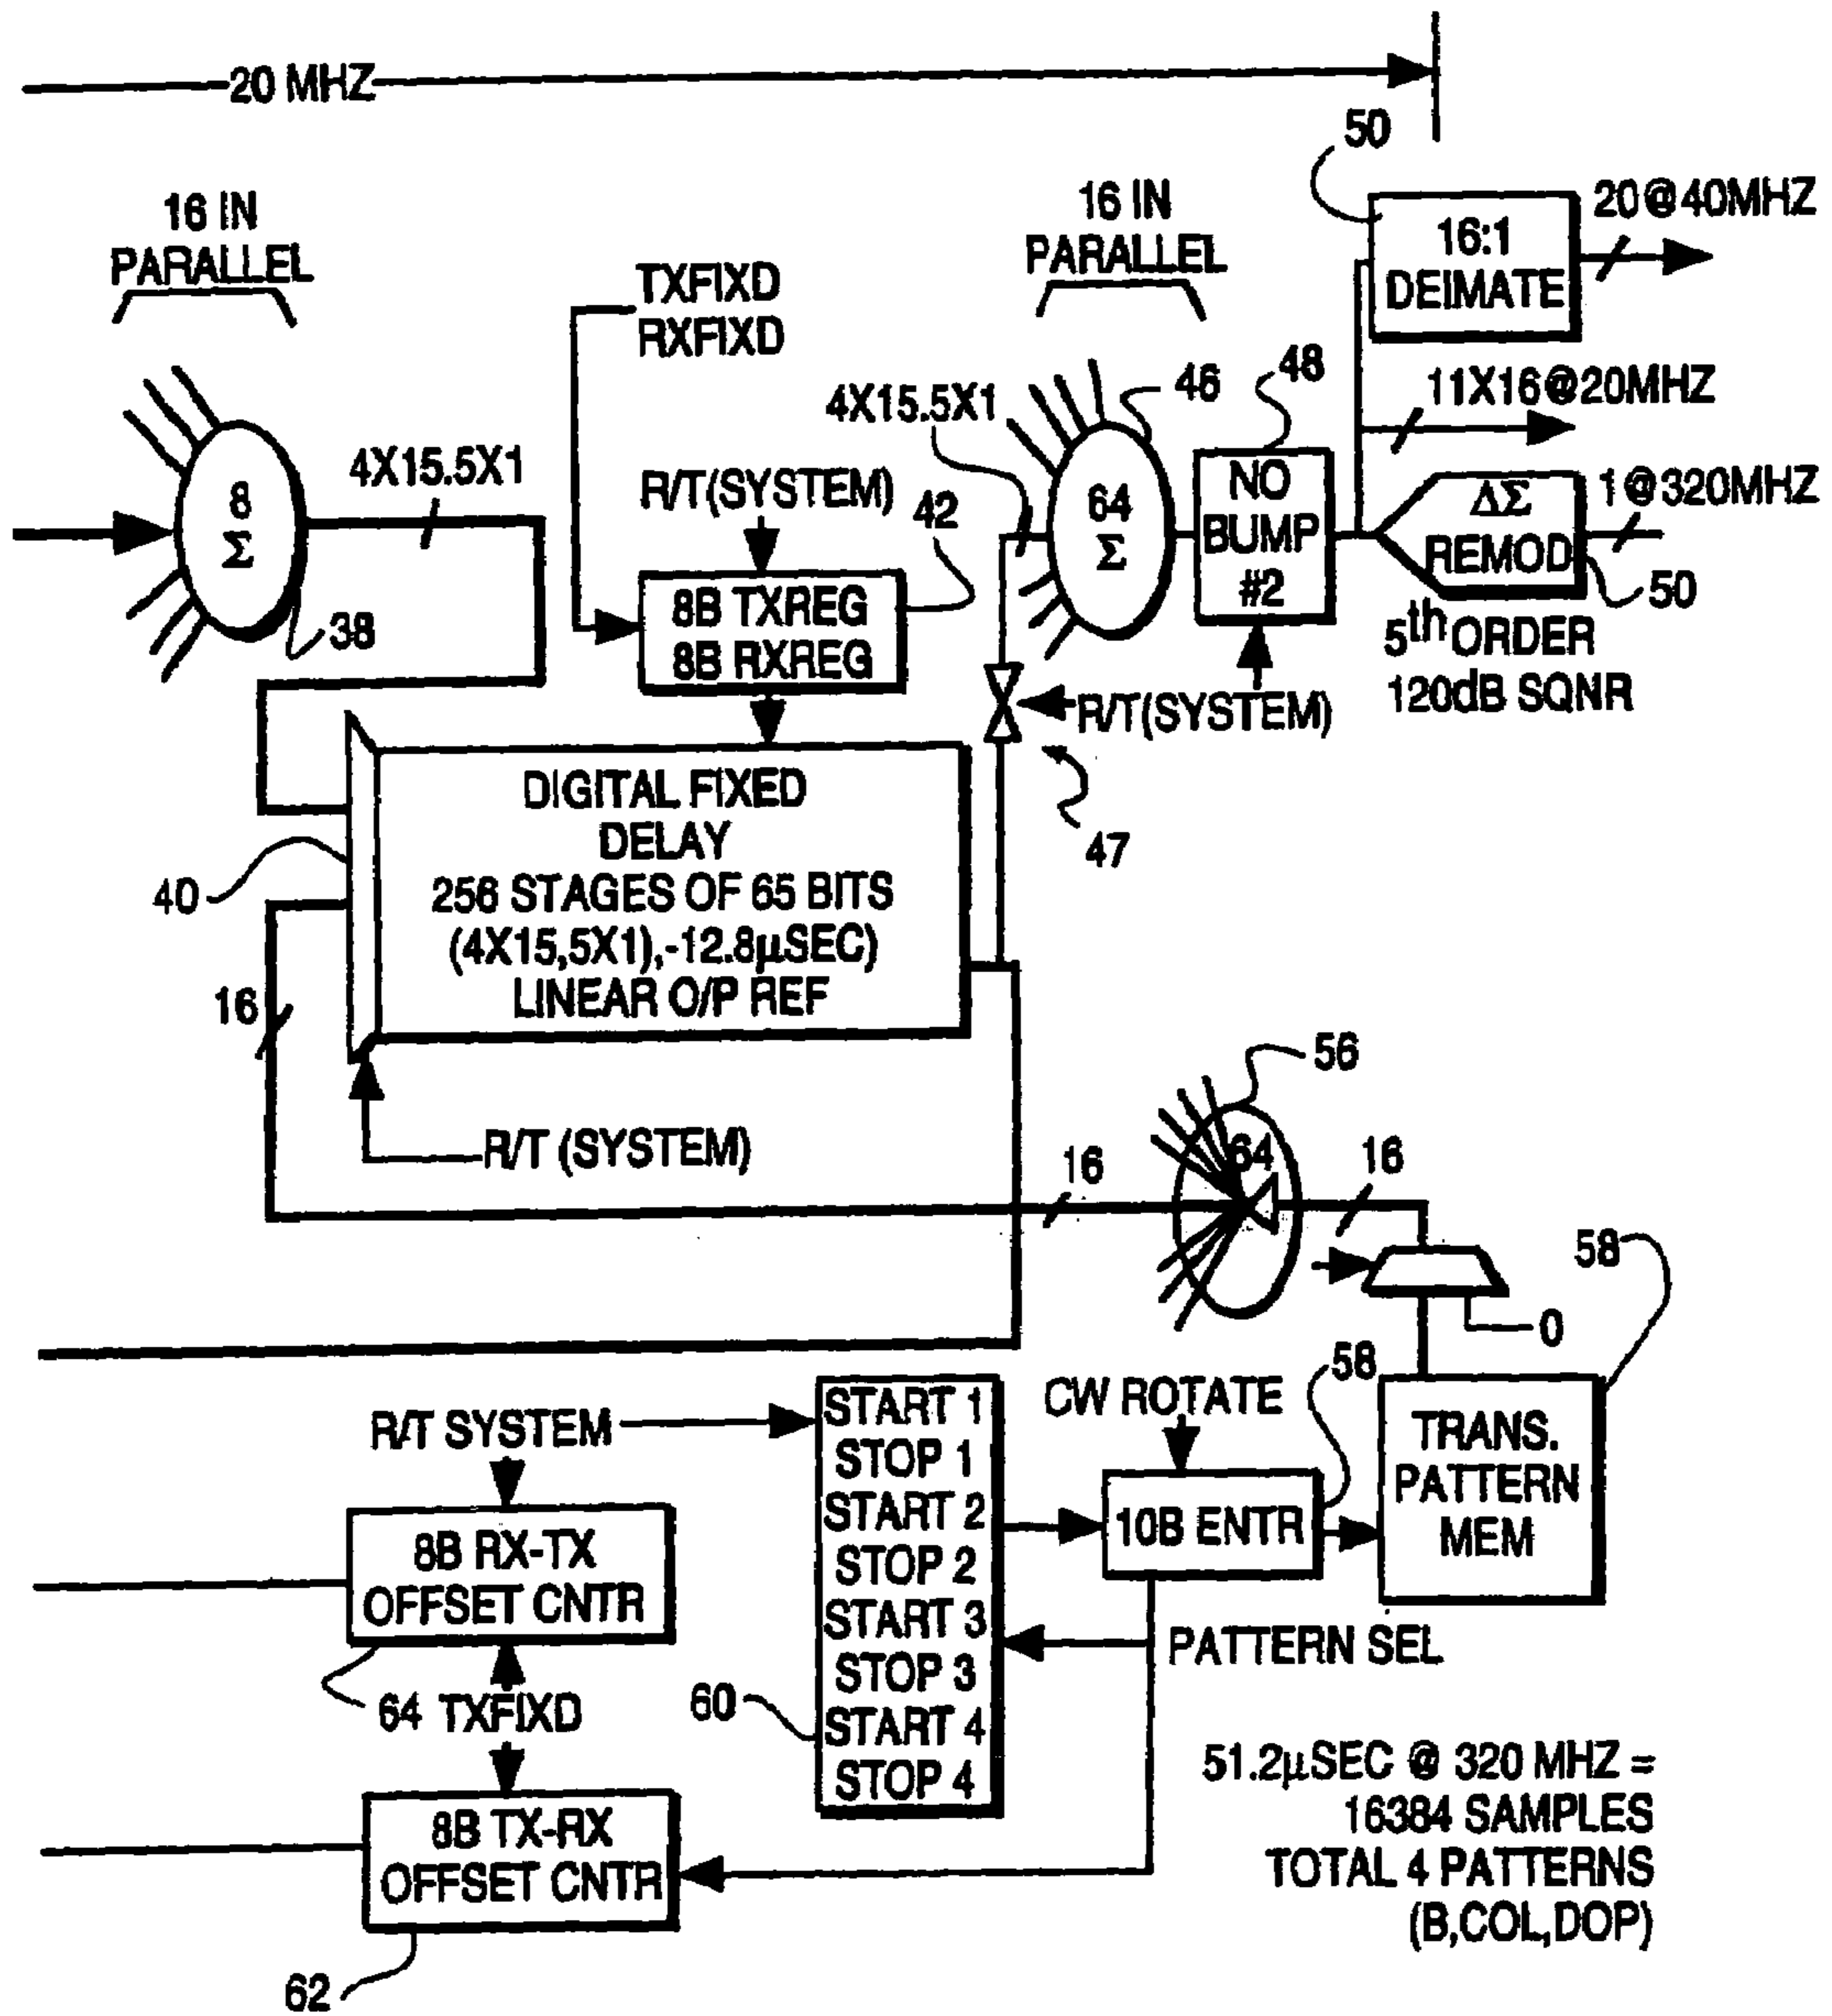 20 MHZ
50
16 IN
PARALLEL
16 IN
PARALLEL
16:1
DEIMATE
20@40MHZ
TXFIXD
RXFIXD
4X15.5X1
46
48
11X16@20MHZ
8
Σ
4X15.5X1
R/T(SYSTEM)
42
64
Σ
NO
BUMP
#2
ΔΣ
REMOD
1@320MHZ
38
8B TXREG
8B RXREG
50
5th ORDER
120dB SQNR
R/T(SYSTEM)
47
DIGITAL FIXED
DELAY
256 STAGES OF 65 BITS
(4X15,5X1),-12.8µSEC)
LINEAR O/P REF
40
16
R/T (SYSTEM)
56
64
16
16
58
0
R/T SYSTEM
START 1
STOP 1
START 2
STOP 2
START 3
STOP 3
START 4
STOP 4
CW ROTATE
58
10B ENTR
TRANS.
PATTERN
MEM
8B RX-TX
OFFSET CNTR
PATTERN SEL
64 TXFIXD
60
8B TX-RX
OFFSET CNTR
62
51.2µSEC @ 320 MHZ =
16384 SAMPLES
TOTAL 4 PATTERNS
(B,COL,DOP)